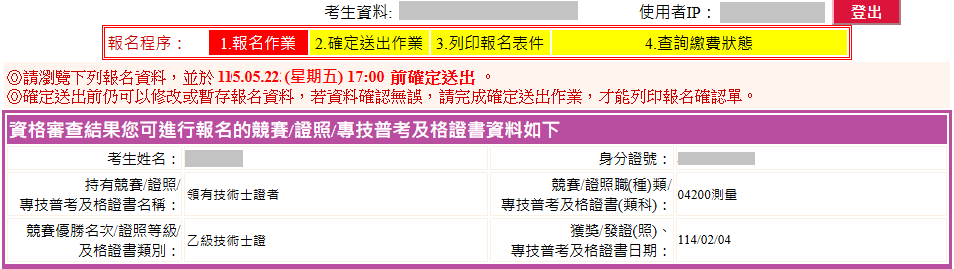 考生資料: 使用者IP： 登出
報名程序： 1.報名作業 2.確定送出作業 3.列印報名表件 4.查詢繳費狀態
◎請瀏覽下列報名資料，並於 115.05.22(星期五) 17:00 前確定送出 。
◎確定送出前仍可以修改或暫存報名資料，若資料確認無誤，請完成確定送出作業，才能列印報名確認單。
資格審查結果您可進行報名的競賽/證照/專技普考及格證書資料如下
考生姓名： 身分證號：
持有競賽/證照/
專技普考及格證書名稱： 領有技術士證者
競賽/證照職(種)類/
專技普考及格證書(類科)： 04200測量
競賽優勝名次/證照等級/
及格證書類別： 乙級技術士證
獲獎/發證(照)、
專技普考及格證書日期： 114/02/04